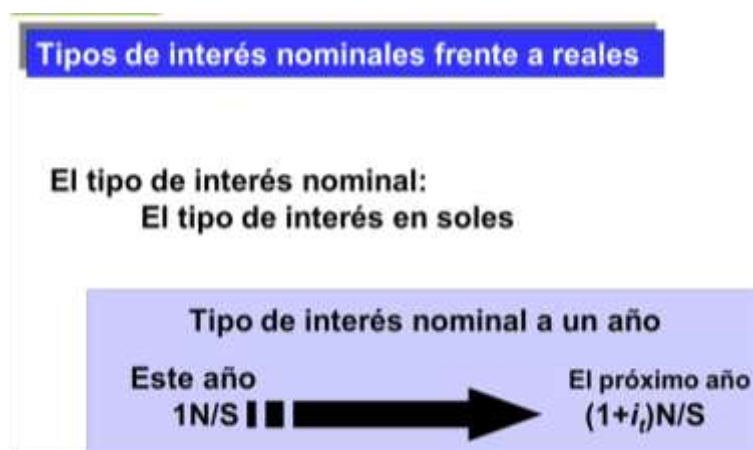 Tipos de interés nominales frente a reales
El tipo de interés nominal:
El tipo de interés en soles
Tipo de interés nominal a un año
Este año
El próximo año
1N/S
(1+iₜ)N/S